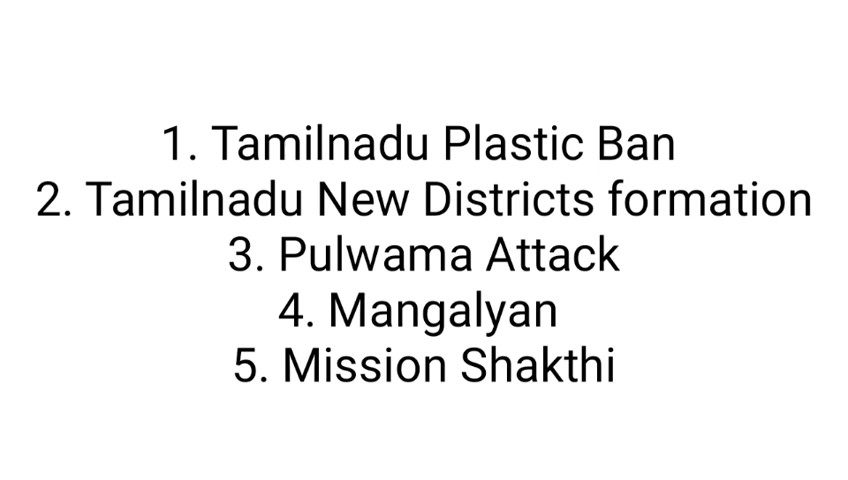 1. Tamilnadu Plastic Ban
2. Tamilnadu New Districts formation
3. Pulwama Attack
4. Mangalyan
5. Mission Shakthi